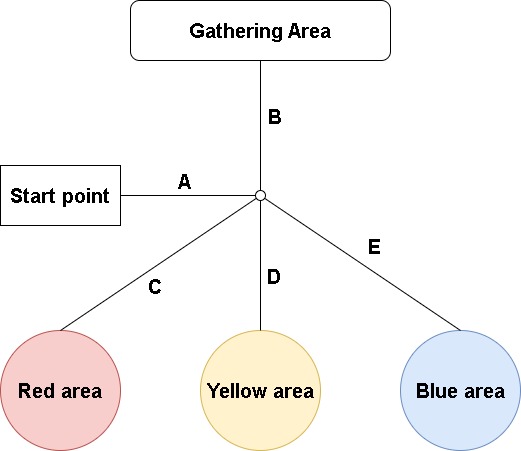 Gathering Area
B
A
Start point
E
D
C
Red area
Yellow area
Blue area